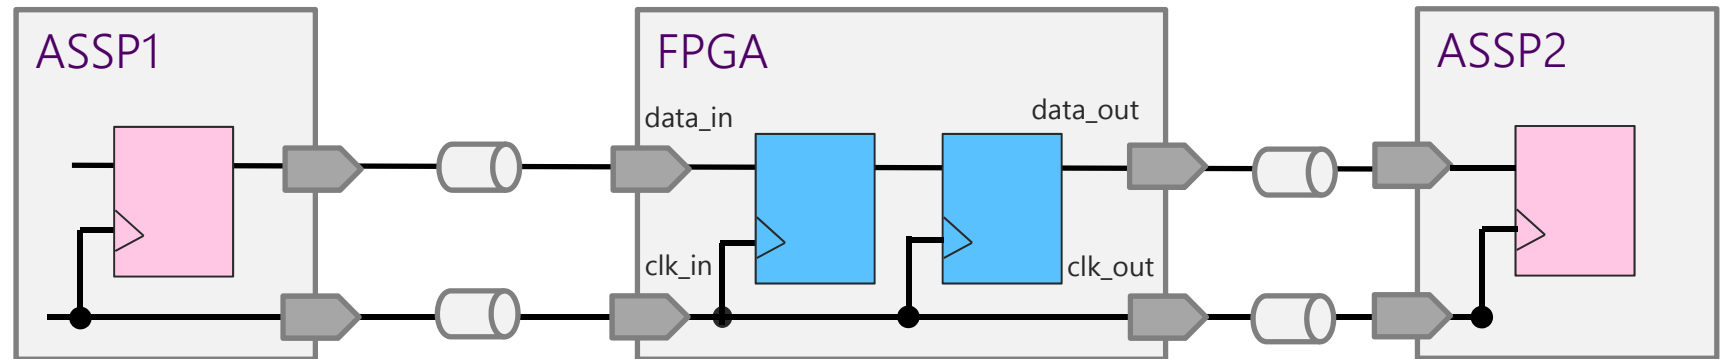 ASSP1
FPGA
ASSP2
data_in
data_out
clk_in
clk_out